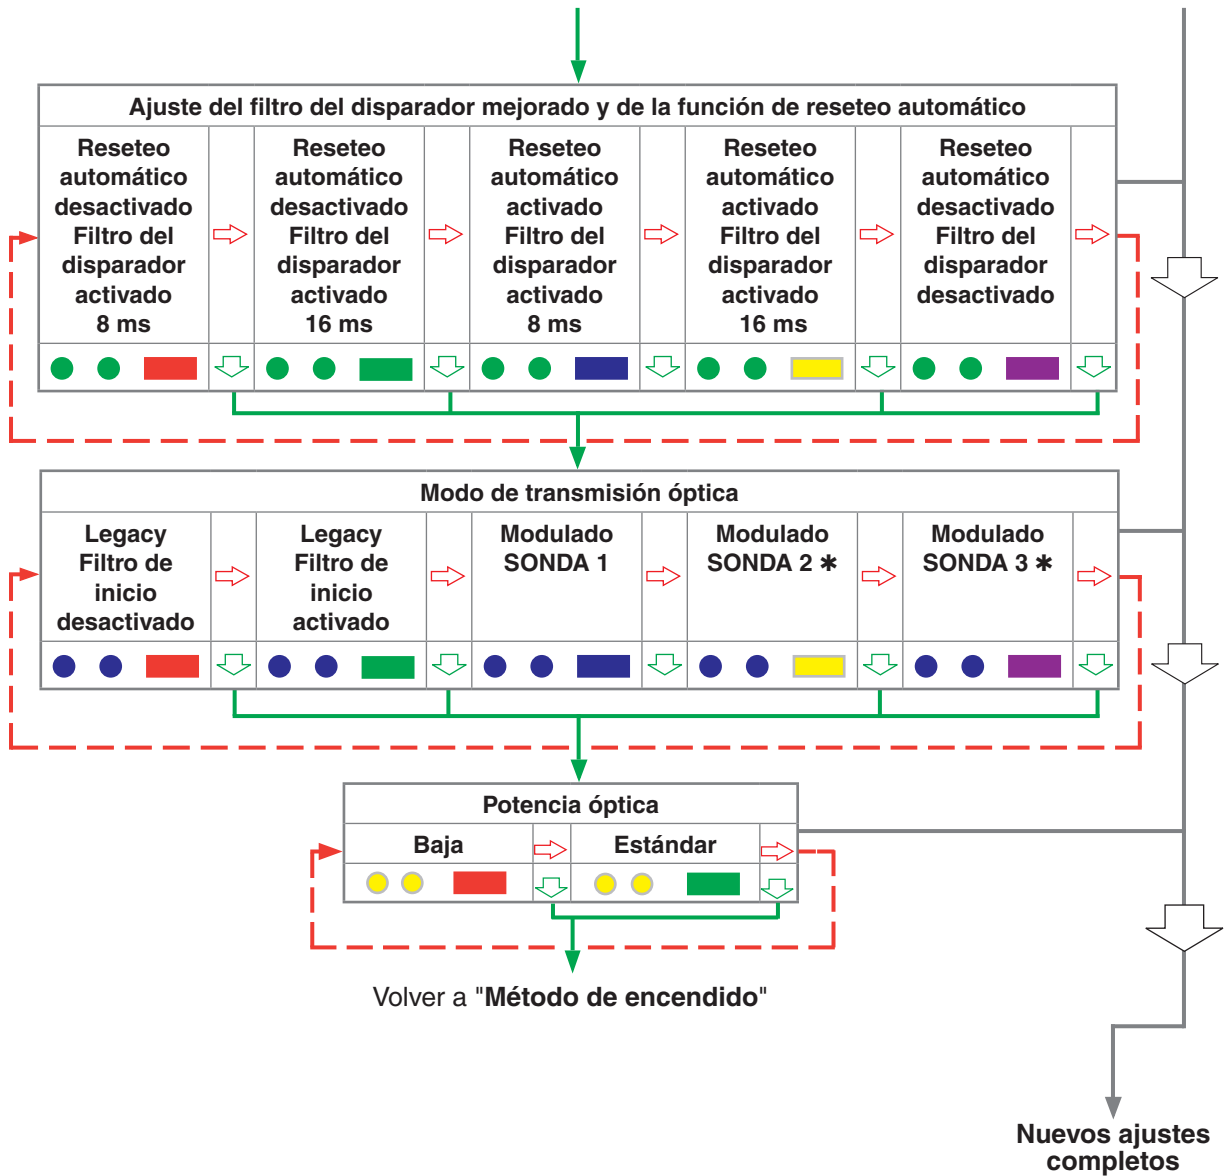 Ajuste del filtro del disparador mejorado y de la función de reseteo automático
Reseteo
automático
desactivado
Filtro del
disparador
activado
8 ms
Reseteo
automático
desactivado
Filtro del
disparador
activado
16 ms
Reseteo
automático
activado
Filtro del
disparador
activado
8 ms
Reseteo
automático
activado
Filtro del
disparador
activado
16 ms
Reseteo
automático
desactivado
Filtro del
disparador
desactivado
Modo de transmisión óptica
Legacy
Filtro de
inicio
desactivado
Legacy
Filtro de
inicio
activado
Modulado
SONDA 1
Modulado
SONDA 2 ✱
Modulado
SONDA 3 ✱
Potencia óptica
Baja
Estándar
Volver a "Método de encendido"
Nuevos ajustes
completos